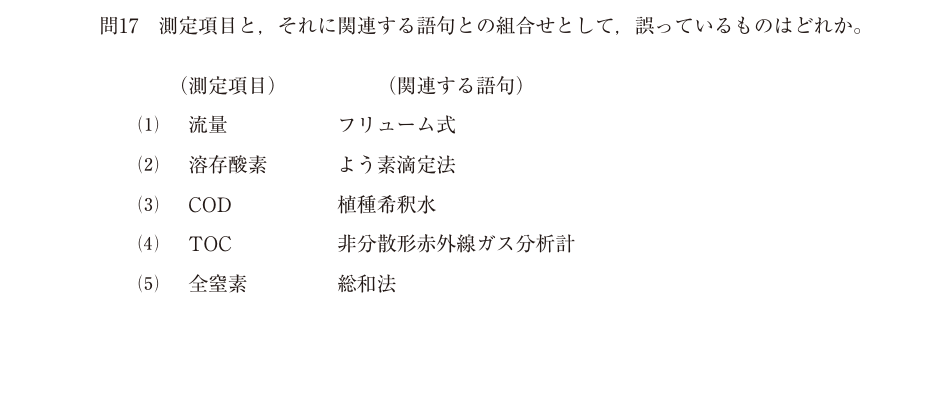 問17　測定項目と，それに関連する語句との組合せとして，誤っているものはどれか。
（測定項目）　（関連する語句）
⑴　流量　フリューム式
⑵　溶存酸素　よう素滴定法
⑶　COD　植種希釈水
⑷　TOC　非分散形赤外線ガス分析計
⑸　全窒素　総和法